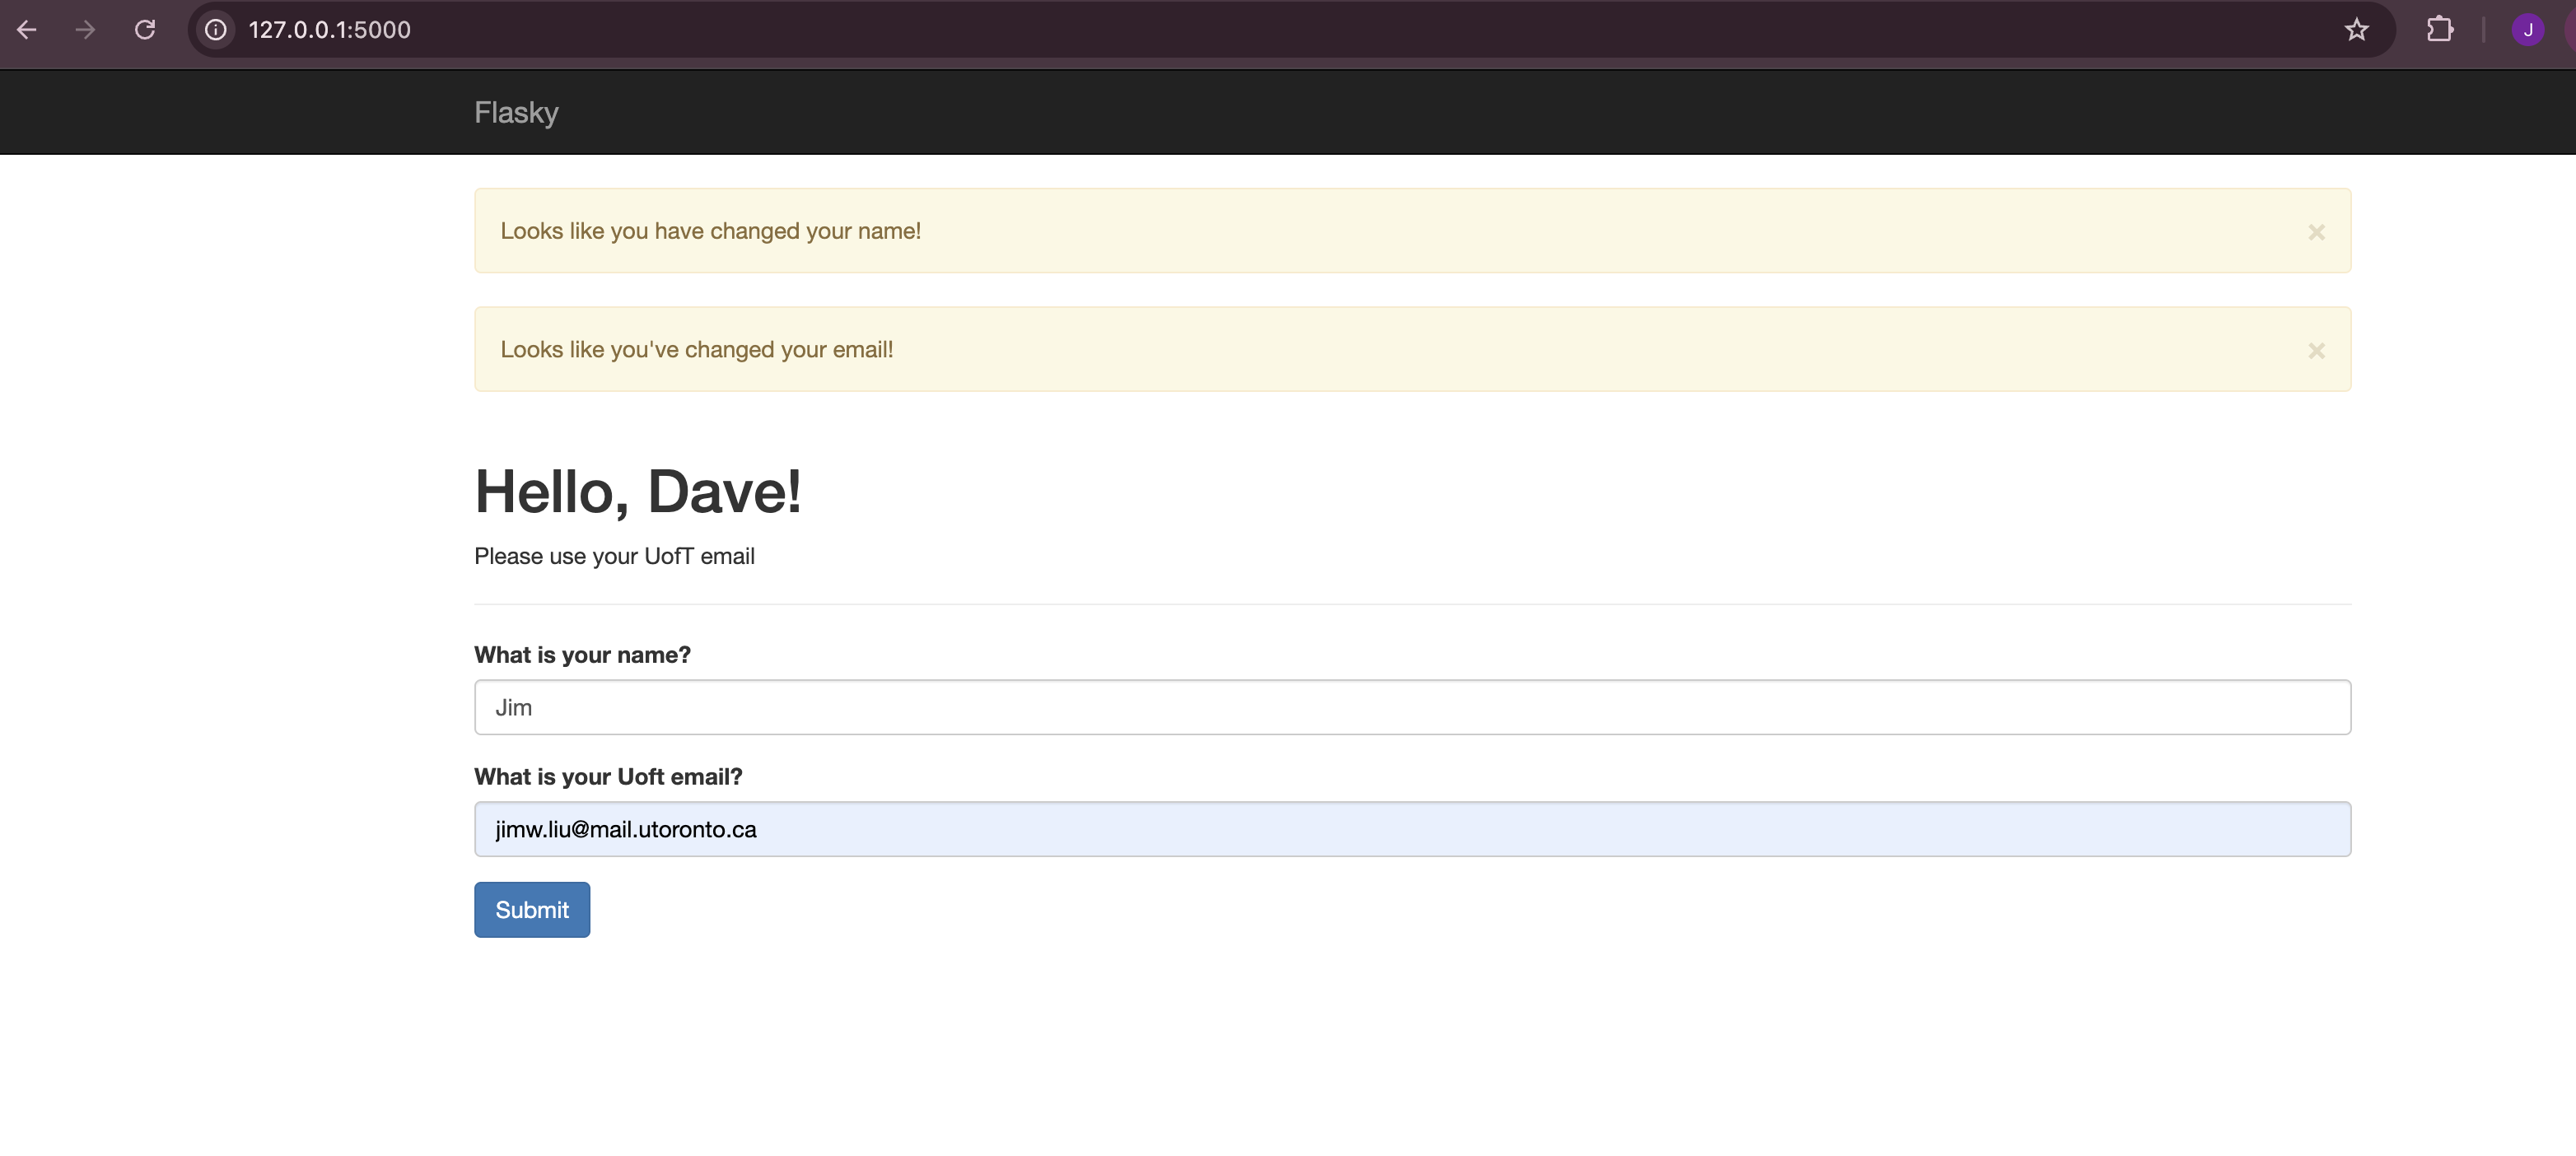 127.0.0.1:5000
J
Flasky
Looks like you have changed your name!
×
Looks like you've changed your email!
×
Hello, Dave!
Please use your UofT email
What is your name?
Jim
What is your Uoft email?
jimw.liu@mail.utoronto.ca
Submit